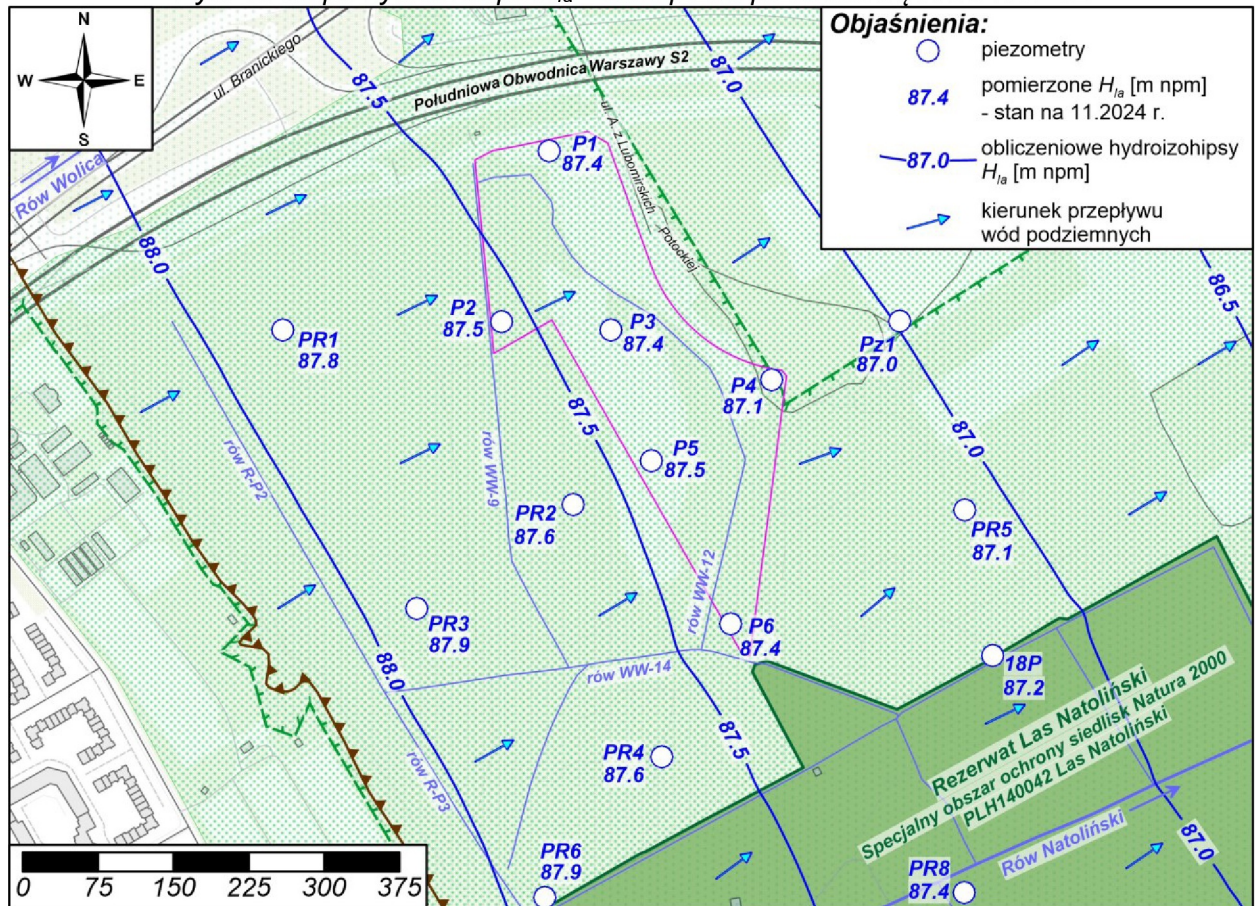 N
W
E
S
Objaśnienia:
piezometry
87.4
pomierzone H_la [m npm]
- stan na 11.2024 r.
87.0
obliczeniowe hydroizohipsy
H_la [m npm]
kierunek przepływu
wód podziemnych
ul. Branickiego
Południowa Obwodnica Warszawy S2
Rów Wolica
ul. A. z Lubomirskich Potockiej
87.5
87.0
88.0
86.5
P1
87.4
P2
87.5
P3
87.4
PR1
87.8
Pz1
87.0
P4
87.1
87.5
87.0
rów R-P2
rów WW-9
P5
87.5
PR2
87.6
PR5
87.1
rów WW-12
PR3
87.9
P6
87.4
88.0
rów WW-14
18P
87.2
Rezerwat Las Natoliński
Specjalny obszar ochrony siedlisk Natura 2000
PLH140042 Las Natoliński
87.5
PR4
87.6
rów R-P3
Rów Natoliński
87.0
PR6
87.9
PR8
87.4
0 75 150 225 300 375